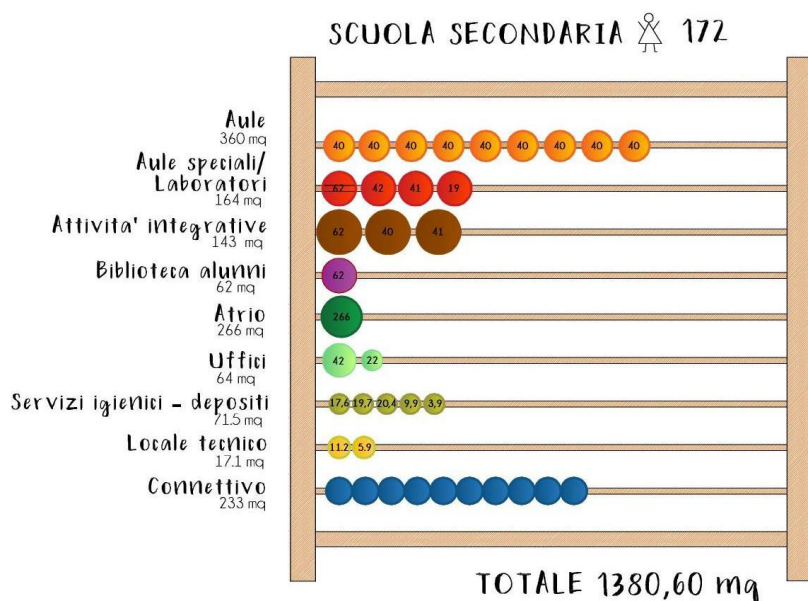 SCUOLA SECONDARIA 172
Aule
360 mq
40 40 40 40 40 40 40 40 40
Aule speciali/
Laboratori
164 mq
62 42 41 19
Attivita' integrative
143 mq
62 40 41
Biblioteca alunni
62 mq
62
Atrio
266 mq
266
Uffici
64 mq
42 22
Servizi igienici - depositi
71.5 mq
17,6 19,7 20,4 9,9 3,9
Locale tecnico
17.1 mq
11.2 5.9
Connettivo
233 mq
TOTALE 1380,60 mq